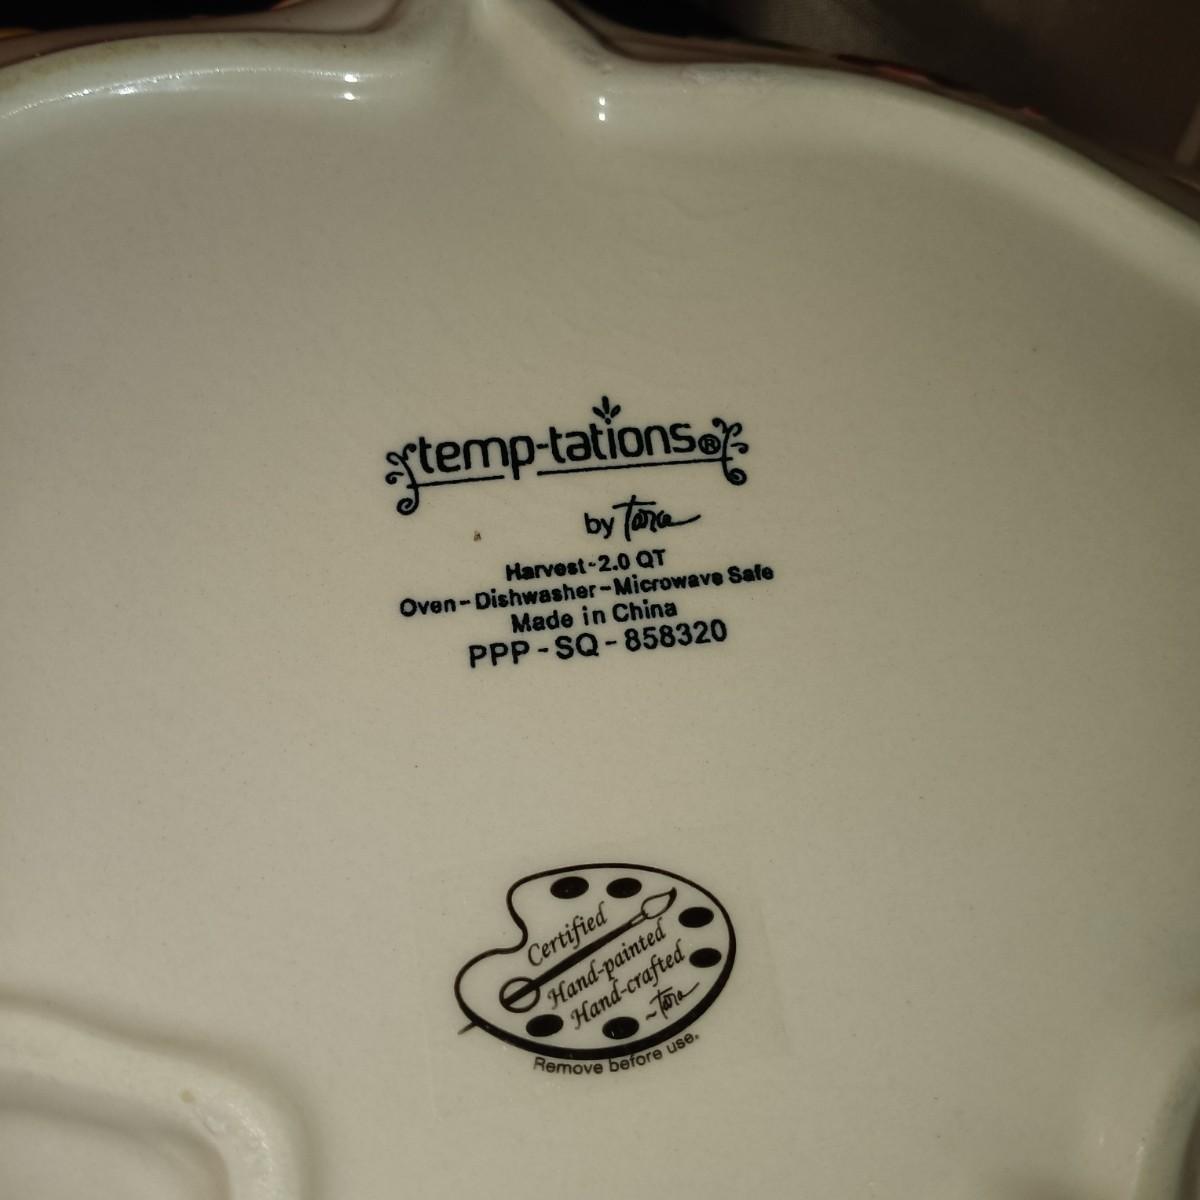 temp-tations®
by Tara
Harvest-2.0 QT
Oven-Dishwasher-Microwave Safe
Made in China
PPP-SQ-858320
Certified
Hand-painted
Hand-crafted
~Tara
Remove before use.